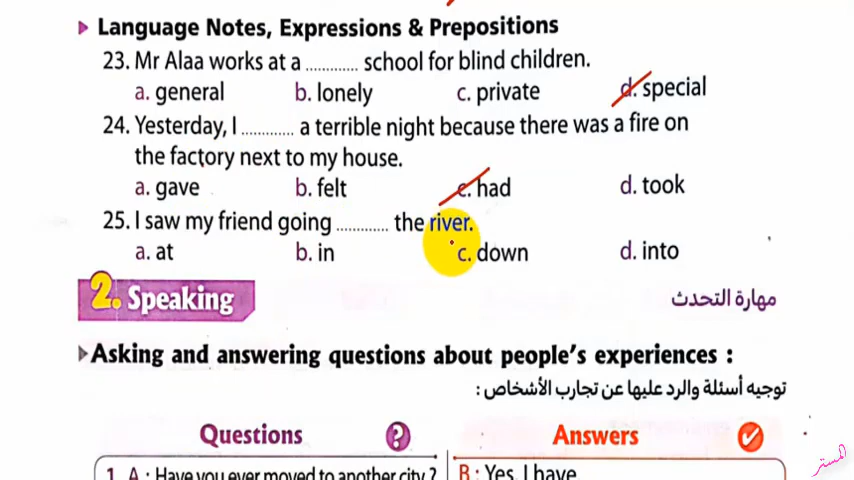 Language Notes, Expressions & Prepositions
23. Mr Alaa works at a ............. school for blind children.
a. general b. lonely c. private d. special
24. Yesterday, I ............. a terrible night because there was a fire on
the factory next to my house.
a. gave b. felt c. had d. took
25. I saw my friend going ............. the river.
a. at b. in c. down d. into
2. Speaking مهارة التحدث
Asking and answering questions about people's experiences :
توجيه أسئلة والرد عليها عن تجارب الأشخاص :
Questions ? Answers
1. A : Have you ever moved to another city ? B : Yes, I have
المستر